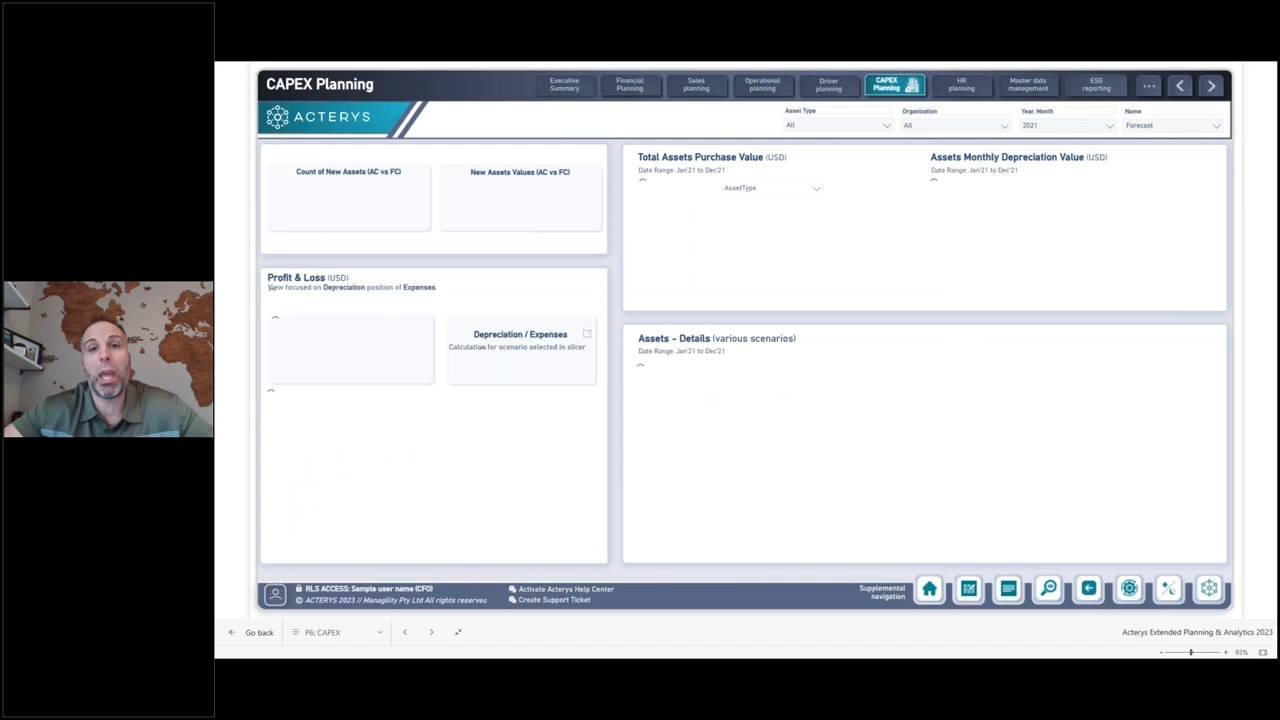 CAPEX Planning
Executive
Summary
Financial
Planning
Sales
planning
Operational
planning
Driver
planning
CAPEX
Planning
HR
planning
Master data
management
ESG
reporting
ACTERYS
Asset Type
All
Organization
All
Year, Month
2021
Name
Forecast
Count of New Assets (AC vs FC)
New Assets Values (AC vs FC)
Total Assets Purchase Value (USD)
Date Range: Jan'21 to Dec'21
AssetType
Assets Monthly Depreciation Value (USD)
Date Range: Jan'21 to Dec'21
Profit & Loss (USD)
View focused on Depreciation position of Expenses
Depreciation / Expenses
Calculation for scenario selected in slicer
Assets - Details (various scenarios)
Date Range: Jan'21 to Dec'21
RLS ACCESS: Sample user name (CFO)
© ACTERYS 2023 // Managility Pty Ltd All rights reserves
Activate Acterys Help Center
Create Support Ticket
Supplemental
navigation
Go back
P6: CAPEX
Acterys Extended Planning & Analytics 2023
- + 93%